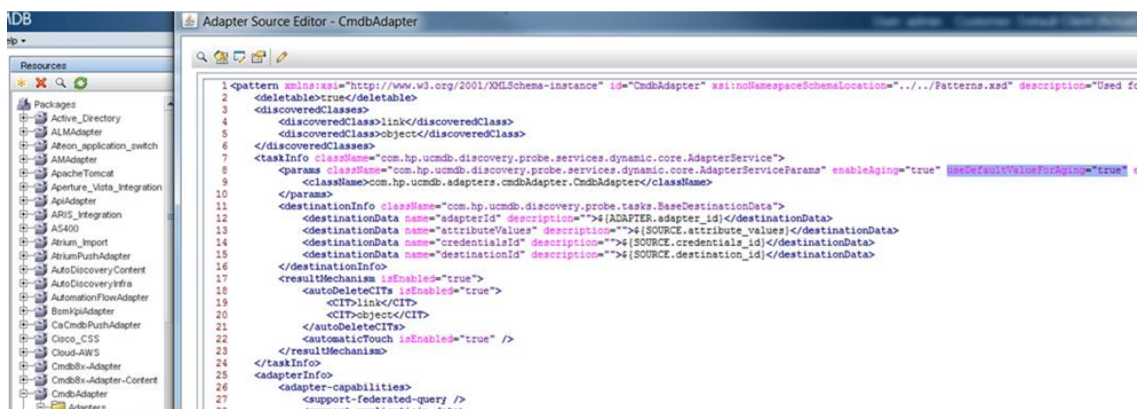 DB
elp
Resources
Packages
Active_Directory
ALMAdapter
Alteon_application_switch
AMAdapter
ApacheTomcat
Aperture_Vista_Integration
ApiAdapter
ARIS_Integration
AS400
Atrium_Import
AtriumPushAdapter
AutoDiscoveryContent
AutoDiscoveryInfra
AutomationFlowAdapter
BsmKpiAdapter
CaCmdbPushAdapter
Cisco_CSS
Cloud-AWS
Cmdb8x-Adapter
Cmdb8x-Adapter-Content
CmdbAdapter
Adapters
Adapter Source Editor - CmdbAdapter
1 <pattern xmlns:xsi="http://www.w3.org/2001/XMLSchema-instance" id="CmdbAdapter" xsi:noNamespaceSchemaLocation="../../Patterns.xsd" description="Used fo
2 <deletable>true</deletable>
3 <discoveredClasses>
4 <discoveredClass>link</discoveredClass>
5 <discoveredClass>object</discoveredClass>
6 </discoveredClasses>
7 <taskInfo className="com.hp.ucmdb.discovery.probe.services.dynamic.core.AdapterService">
8 <params className="com.hp.ucmdb.discovery.probe.services.dynamic.core.AdapterServiceParams" enableAging="true" useDefaultValueForAging="true" e
9 <className>com.hp.ucmdb.adapters.cmdbAdapter.CmdbAdapter</className>
10 </params>
11 <destinationInfo className="com.hp.ucmdb.discovery.probe.tasks.BaseDestinationData">
12 <destinationData name="adapterId" description="">${ADAPTER.adapter_id}</destinationData>
13 <destinationData name="attributeValues" description="">${SOURCE.attribute_values}</destinationData>
14 <destinationData name="credentialsId" description="">${SOURCE.credentials_id}</destinationData>
15 <destinationData name="destinationId" description="">${SOURCE.destination_id}</destinationData>
16 </destinationInfo>
17 <resultMechanism isEnabled="true">
18 <autoDeleteCITs isEnabled="true">
19 <CIT>link</CIT>
20 <CIT>object</CIT>
21 </autoDeleteCITs>
22 <automaticTouch isEnabled="true" />
23 </resultMechanism>
24 </taskInfo>
25 <adapterInfo>
26 <adapter-capabilities>
27 <support-federated-query />